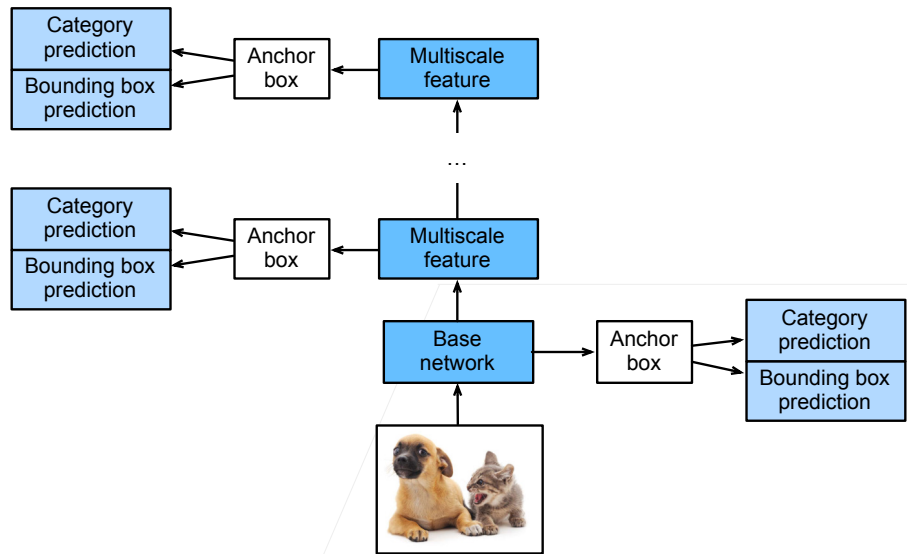 Category
prediction
Bounding box
prediction
Anchor
box
Multiscale
feature
...
Category
prediction
Bounding box
prediction
Anchor
box
Multiscale
feature
Base
network
Anchor
box
Category
prediction
Bounding box
prediction